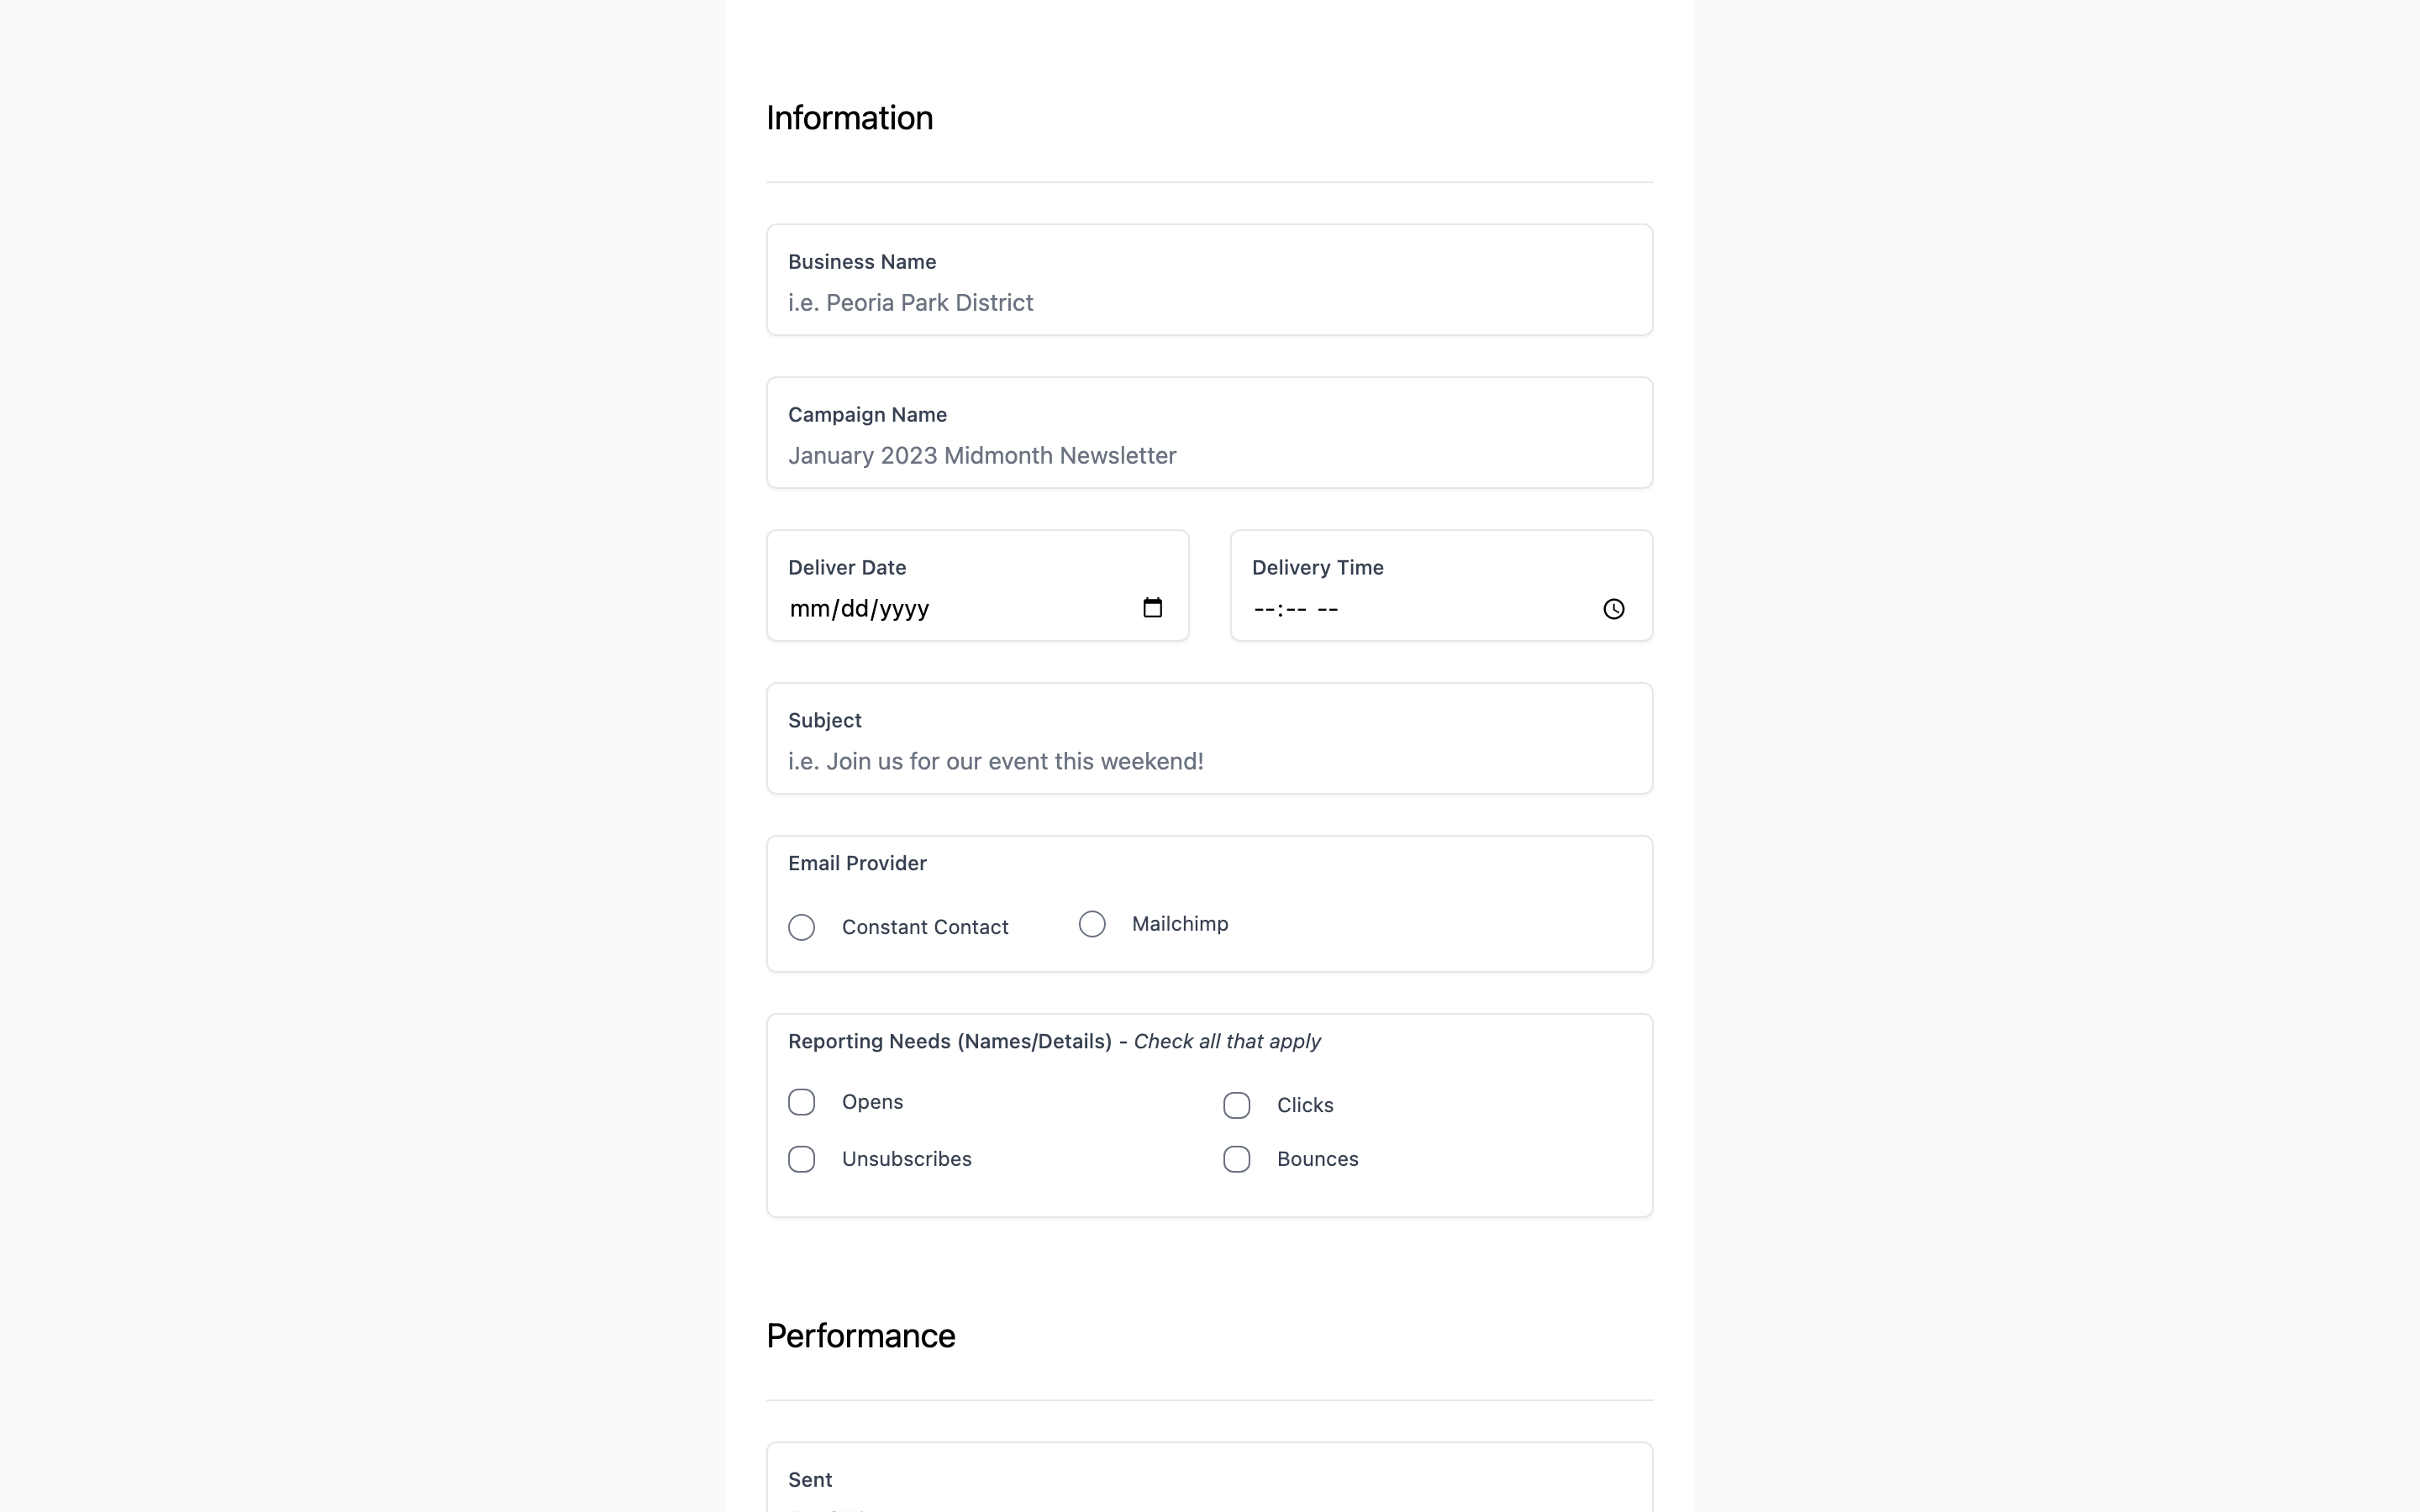 Information
Business Name
i.e. Peoria Park District
Campaign Name
January 2023 Midmonth Newsletter
Deliver Date
mm/dd/yyyy
Delivery Time
--:-- --
Subject
i.e. Join us for our event this weekend!
Email Provider
Constant Contact
Mailchimp
Reporting Needs (Names/Details) - Check all that apply
Opens
Clicks
Unsubscribes
Bounces
Performance
Sent